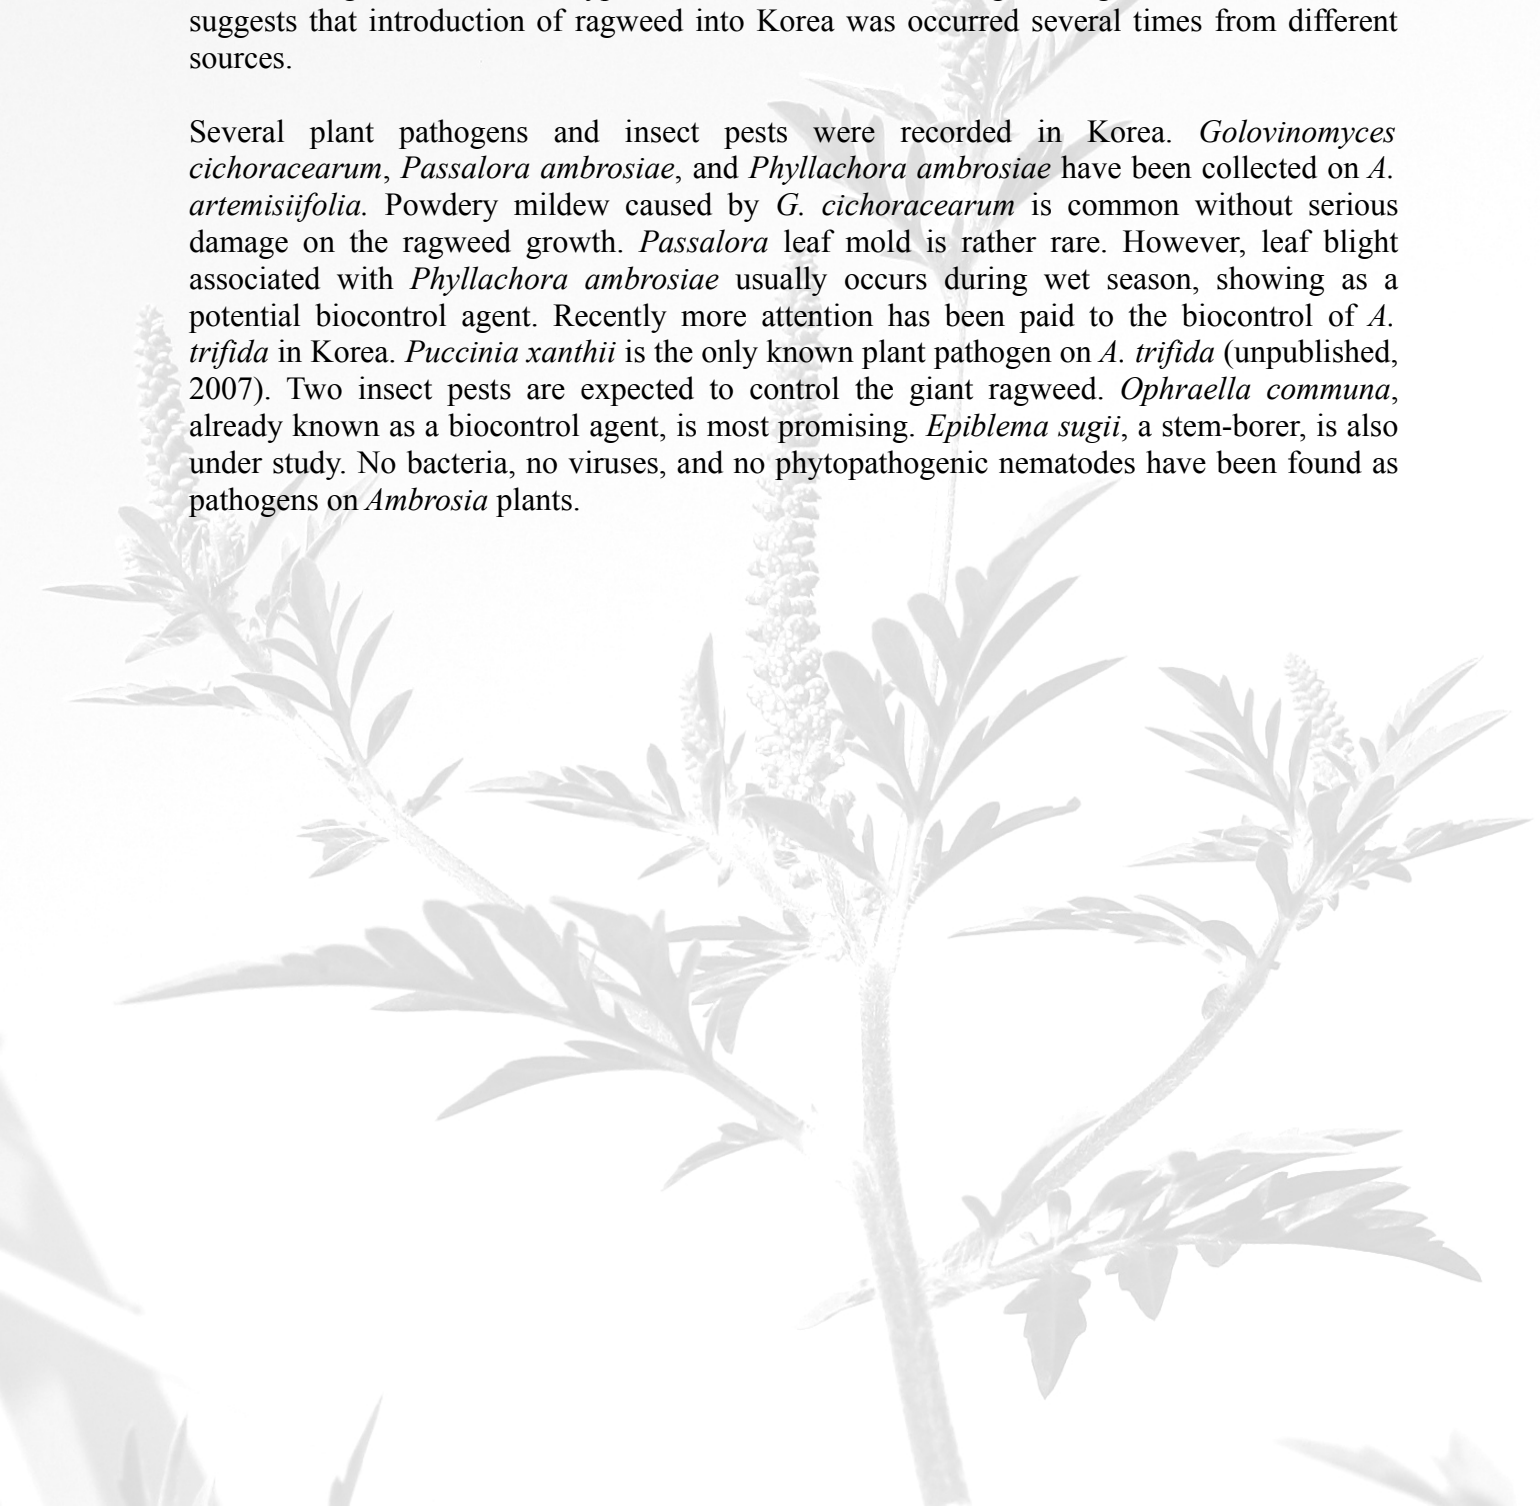 suggests that introduction of ragweed into Korea was occurred several times from different
sources.
Several plant pathogens and insect pests were recorded in Korea. Golovinomyces
cichoracearum, Passalora ambrosiae, and Phyllachora ambrosiae have been collected on A.
artemisiifolia. Powdery mildew caused by G. cichoracearum is common without serious
damage on the ragweed growth. Passalora leaf mold is rather rare. However, leaf blight
associated with Phyllachora ambrosiae usually occurs during wet season, showing as a
potential biocontrol agent. Recently more attention has been paid to the biocontrol of A.
trifida in Korea. Puccinia xanthii is the only known plant pathogen on A. trifida (unpublished,
2007). Two insect pests are expected to control the giant ragweed. Ophraella communa,
already known as a biocontrol agent, is most promising. Epiblema sugii, a stem-borer, is also
under study. No bacteria, no viruses, and no phytopathogenic nematodes have been found as
pathogens on Ambrosia plants.